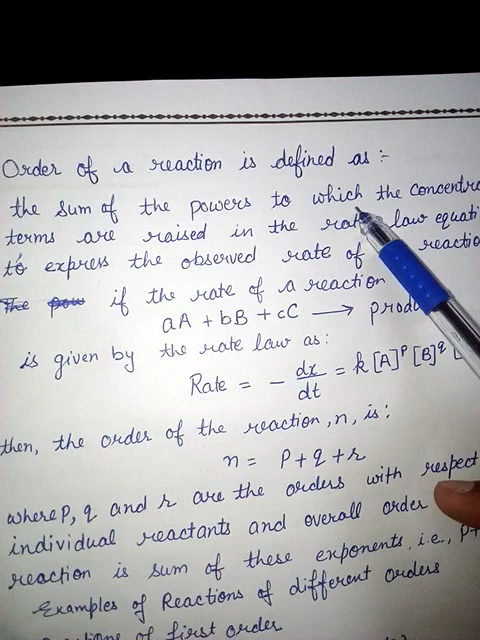 Order of a reaction is defined as :-
the sum of the powers to which the concentra
terms are raised in the rate law equati
to express the observed rate of reactio
The pow if the rate of a reaction
aA + bB + cC ⟶ produ
is given by the rate law as:
Rate = - dx/dt = k [A]^p [B]^q [
then, the order of the reaction, n, is:
n = p+q+r
where p, q and r are the orders with respect
individual reactants and overall order
reaction is sum of these exponents, i.e., p+
Examples of Reactions of different orders
of first order